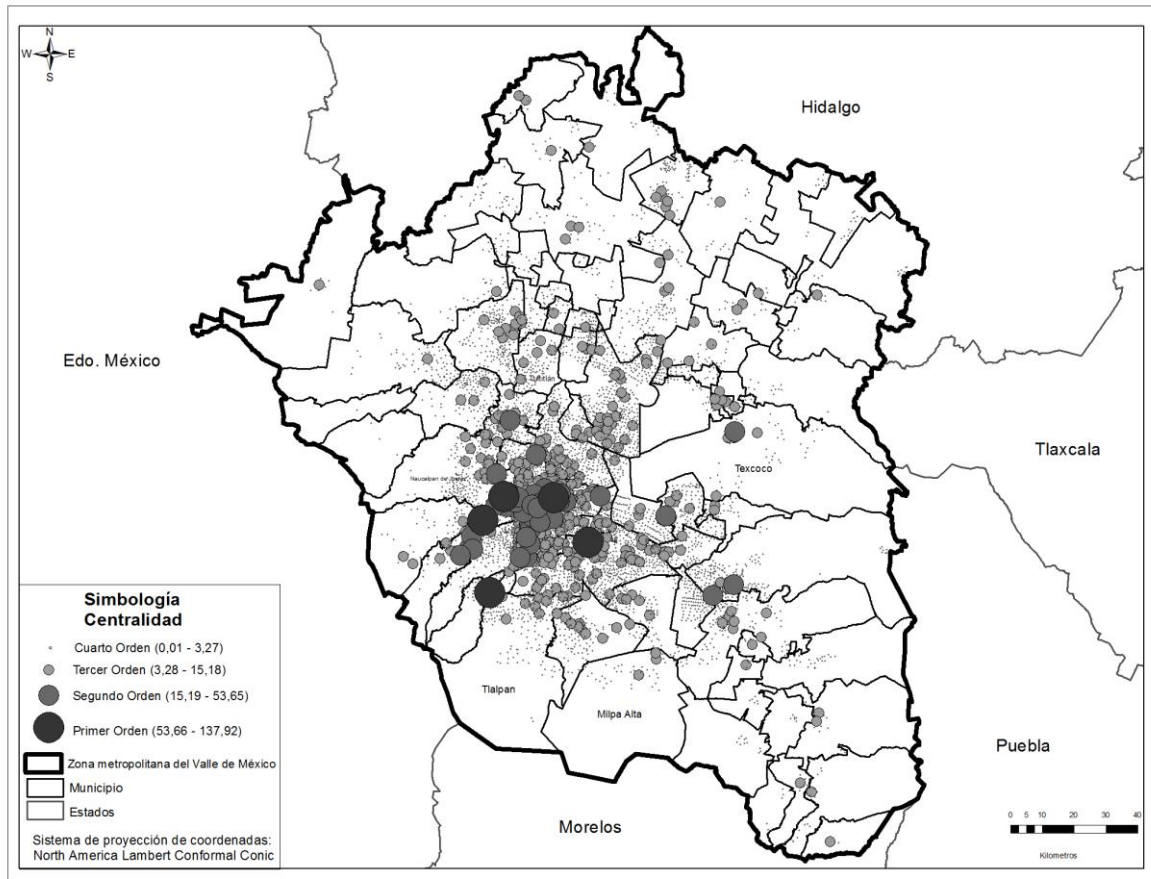 N
W E
S
Hidalgo
Edo. México
Tlaxcala
Texcoco
Tlalpan
Milpa Alta
Puebla
Morelos
Simbología
Centralidad
Cuarto Orden (0,01 - 3,27)
Tercer Orden (3,28 - 15,18)
Segundo Orden (15,19 - 53,65)
Primer Orden (53,66 - 137,92)
Zona metropolitana del Valle de México
Municipio
Estados
Sistema de proyección de coordenadas:
North America Lambert Conformal Conic
0 5 10 20 30 40
Kilometros